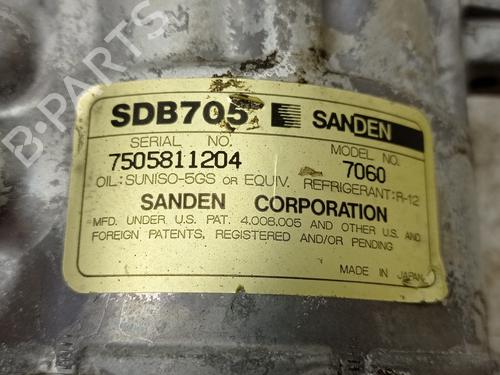 SDB705 SANDEN
SERIAL NO. MODEL NO.
7505811204 7060
OIL: SUNISO-5GS OR EQUIV. REFRIGERANT: R-12
SANDEN CORPORATION
MFD. UNDER U.S. PAT. 4.008.005 AND OTHER U.S. AND
FOREIGN PATENTS, REGISTERED AND/OR PENDING
MADE IN JAPAN
B-PARTS